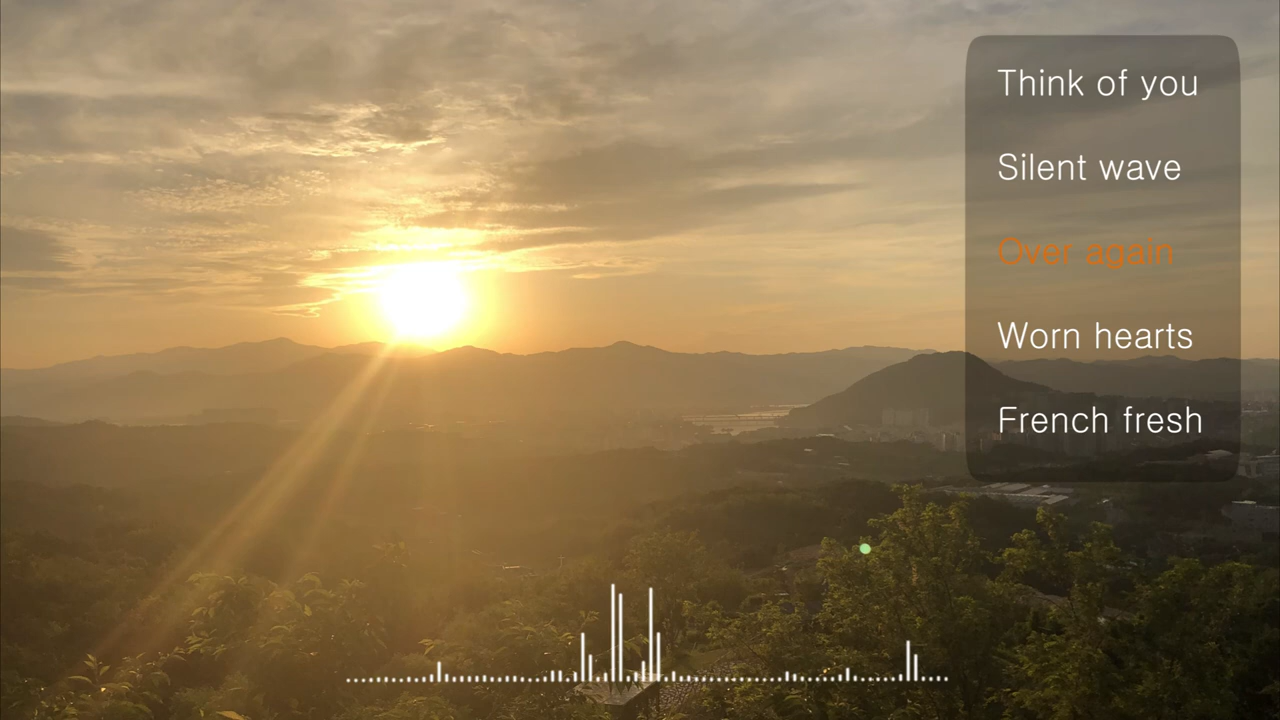 Think of you
Silent wave
Over again
Worn hearts
French fresh